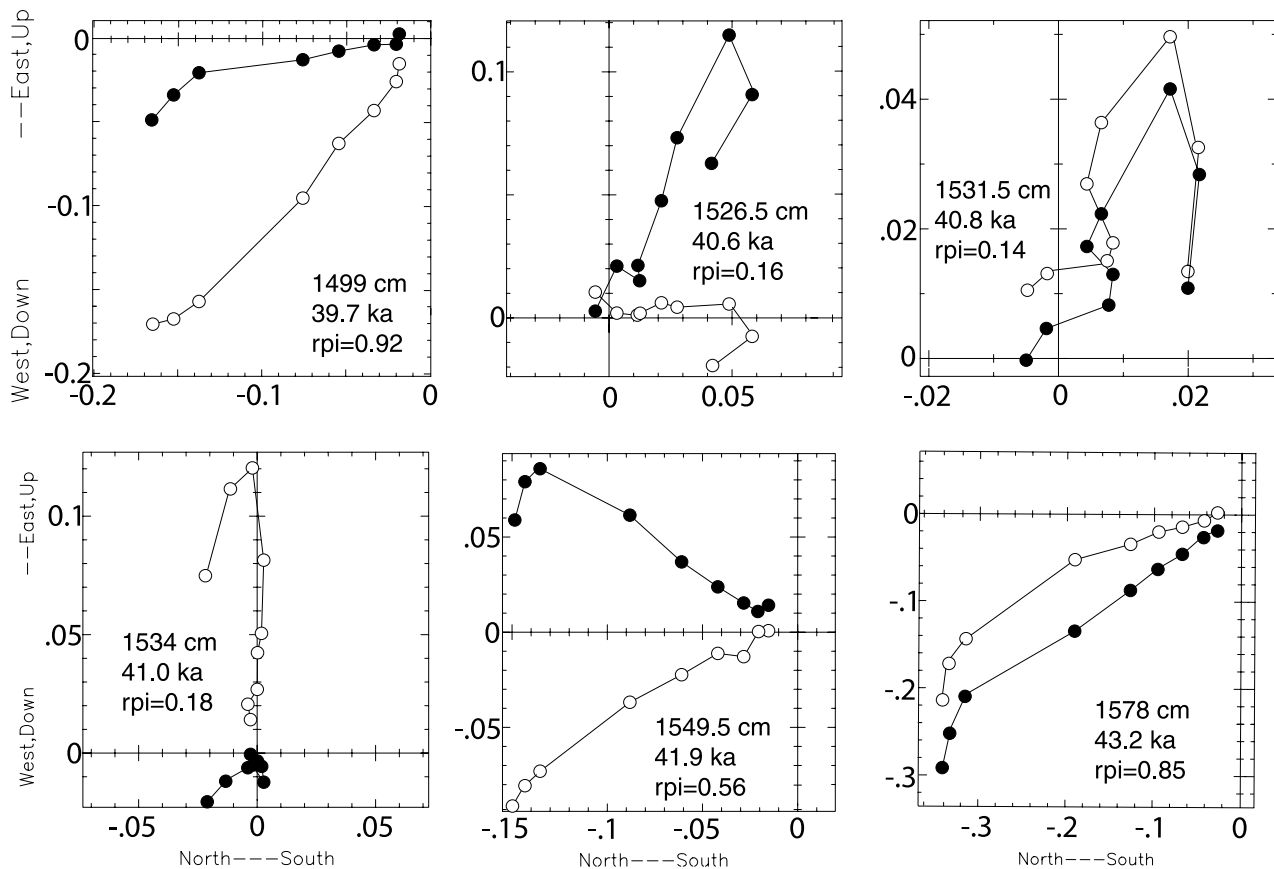 --East,Up
West,Down
0
-0.1
-0.2
-0.2
-0.1
0
1499 cm
39.7 ka
rpi=0.92
0.1
0
0
0.05
1526.5 cm
40.6 ka
rpi=0.16
.04
.02
0
-.02
0
.02
1531.5 cm
40.8 ka
rpi=0.14
--East,Up
West,Down
0.1
.05
0
-.05
0
.05
North---South
1534 cm
41.0 ka
rpi=0.18
.05
0
-.05
-.15
-.1
-.05
0
North---South
1549.5 cm
41.9 ka
rpi=0.56
0
-.1
-.2
-.3
-.3
-.2
-.1
0
North---South
1578 cm
43.2 ka
rpi=0.85